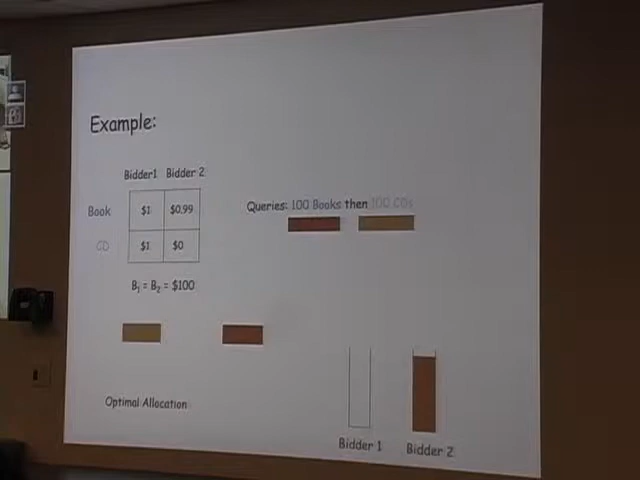 Example:
Bidder1 Bidder 2
Book $1 $0.99
Queries: 100 Books then 100 CDs
CD $1 $0
B₁ = B₂ = $100
Optimal Allocation
Bidder 1 Bidder 2